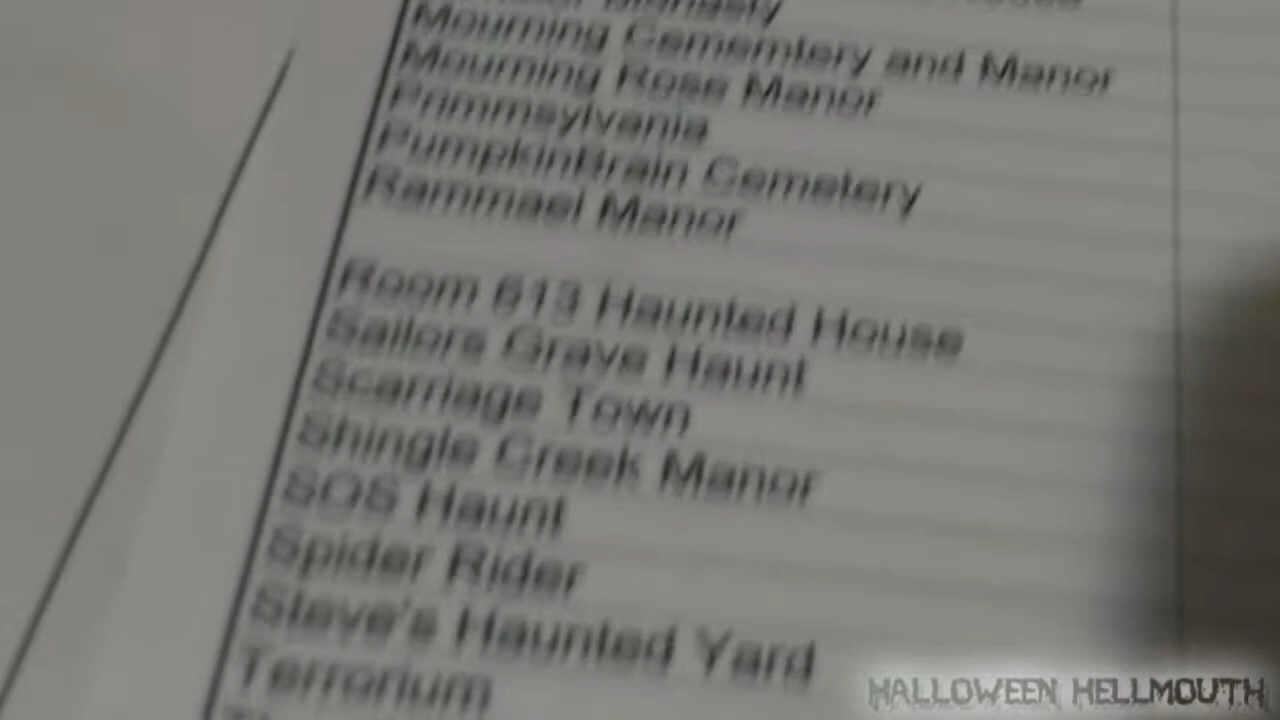 Mourning Cememtery and Manor
Mourning Rose Manor
Primmsylvania
PumpkinBrain Cemetery
Rammael Manor
Room 613 Haunted House
Sailors Grave Haunt
Scarriage Town
Shingle Creek Manor
SOS Haunt
Spider Rider
Steve's Haunted Yard
Terrorium
HALLOWEEN HELLMOUTH